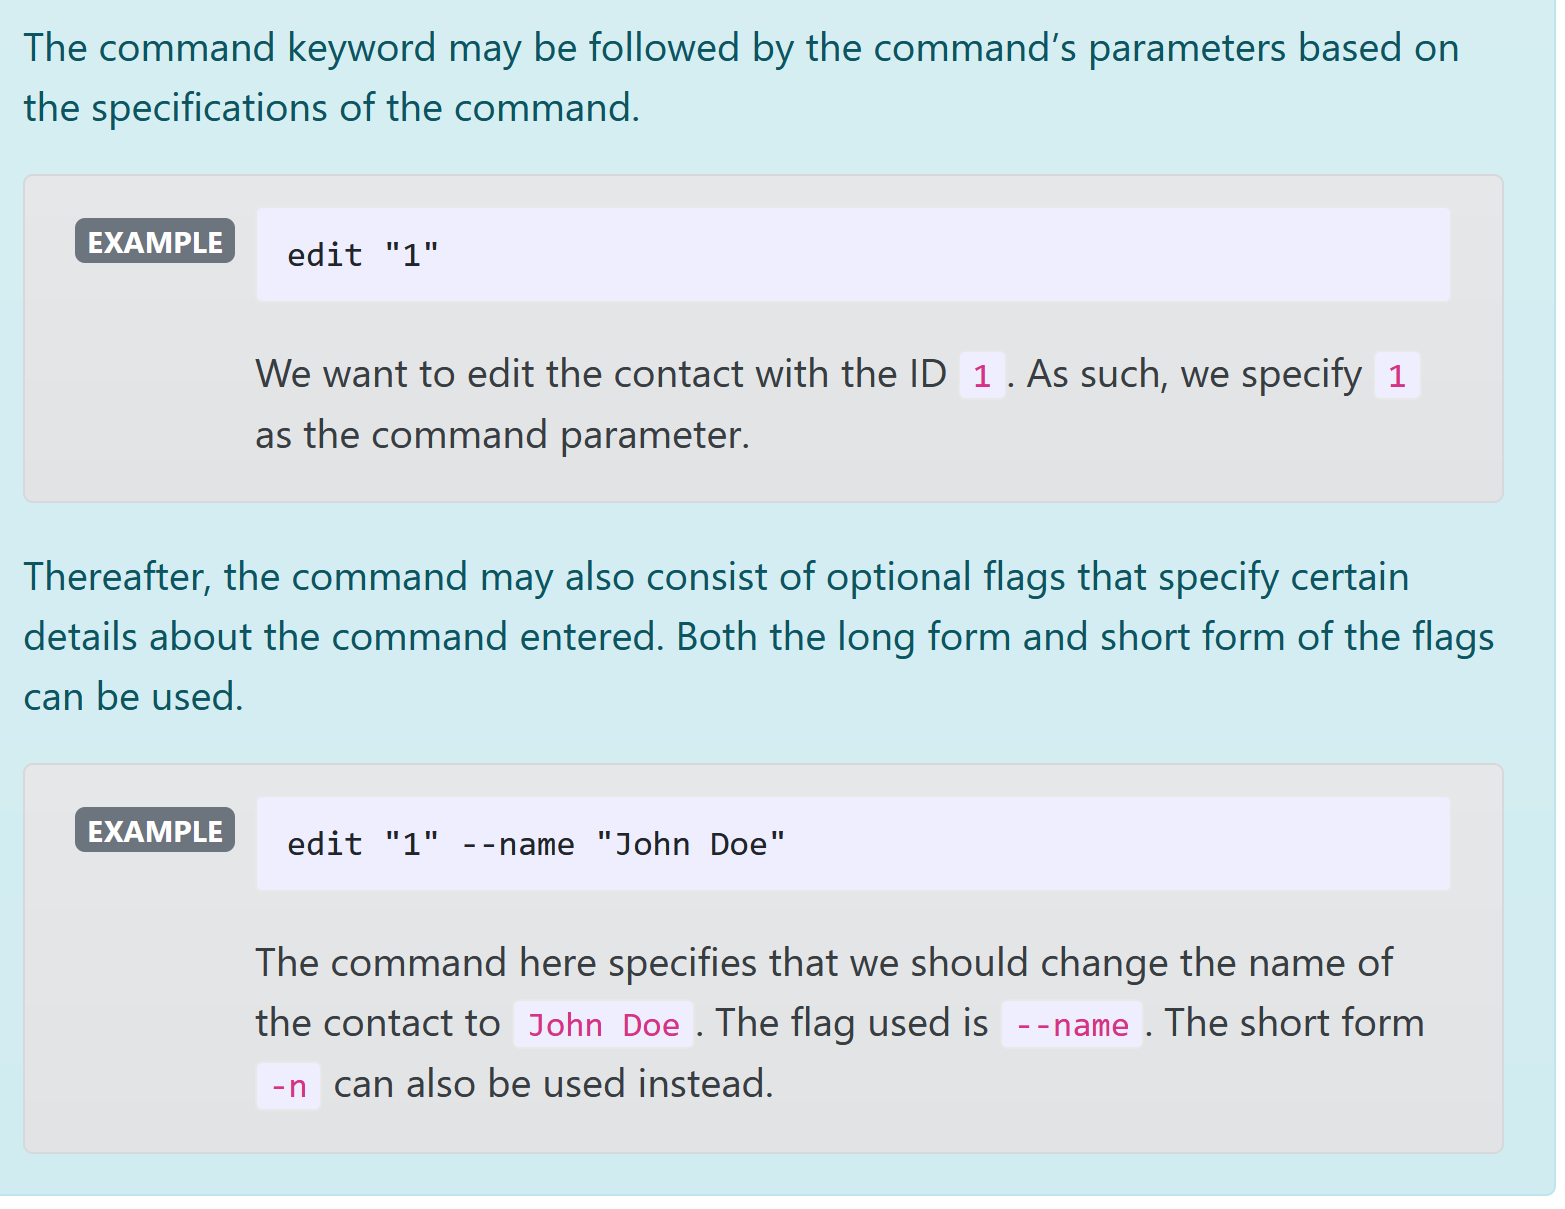 The command keyword may be followed by the command’s parameters based on
the specifications of the command.
EXAMPLE
edit "1"
We want to edit the contact with the ID 1. As such, we specify 1
as the command parameter.
Thereafter, the command may also consist of optional flags that specify certain
details about the command entered. Both the long form and short form of the flags
can be used.
EXAMPLE
edit "1" --name "John Doe"
The command here specifies that we should change the name of
the contact to John Doe. The flag used is --name. The short form
-n can also be used instead.